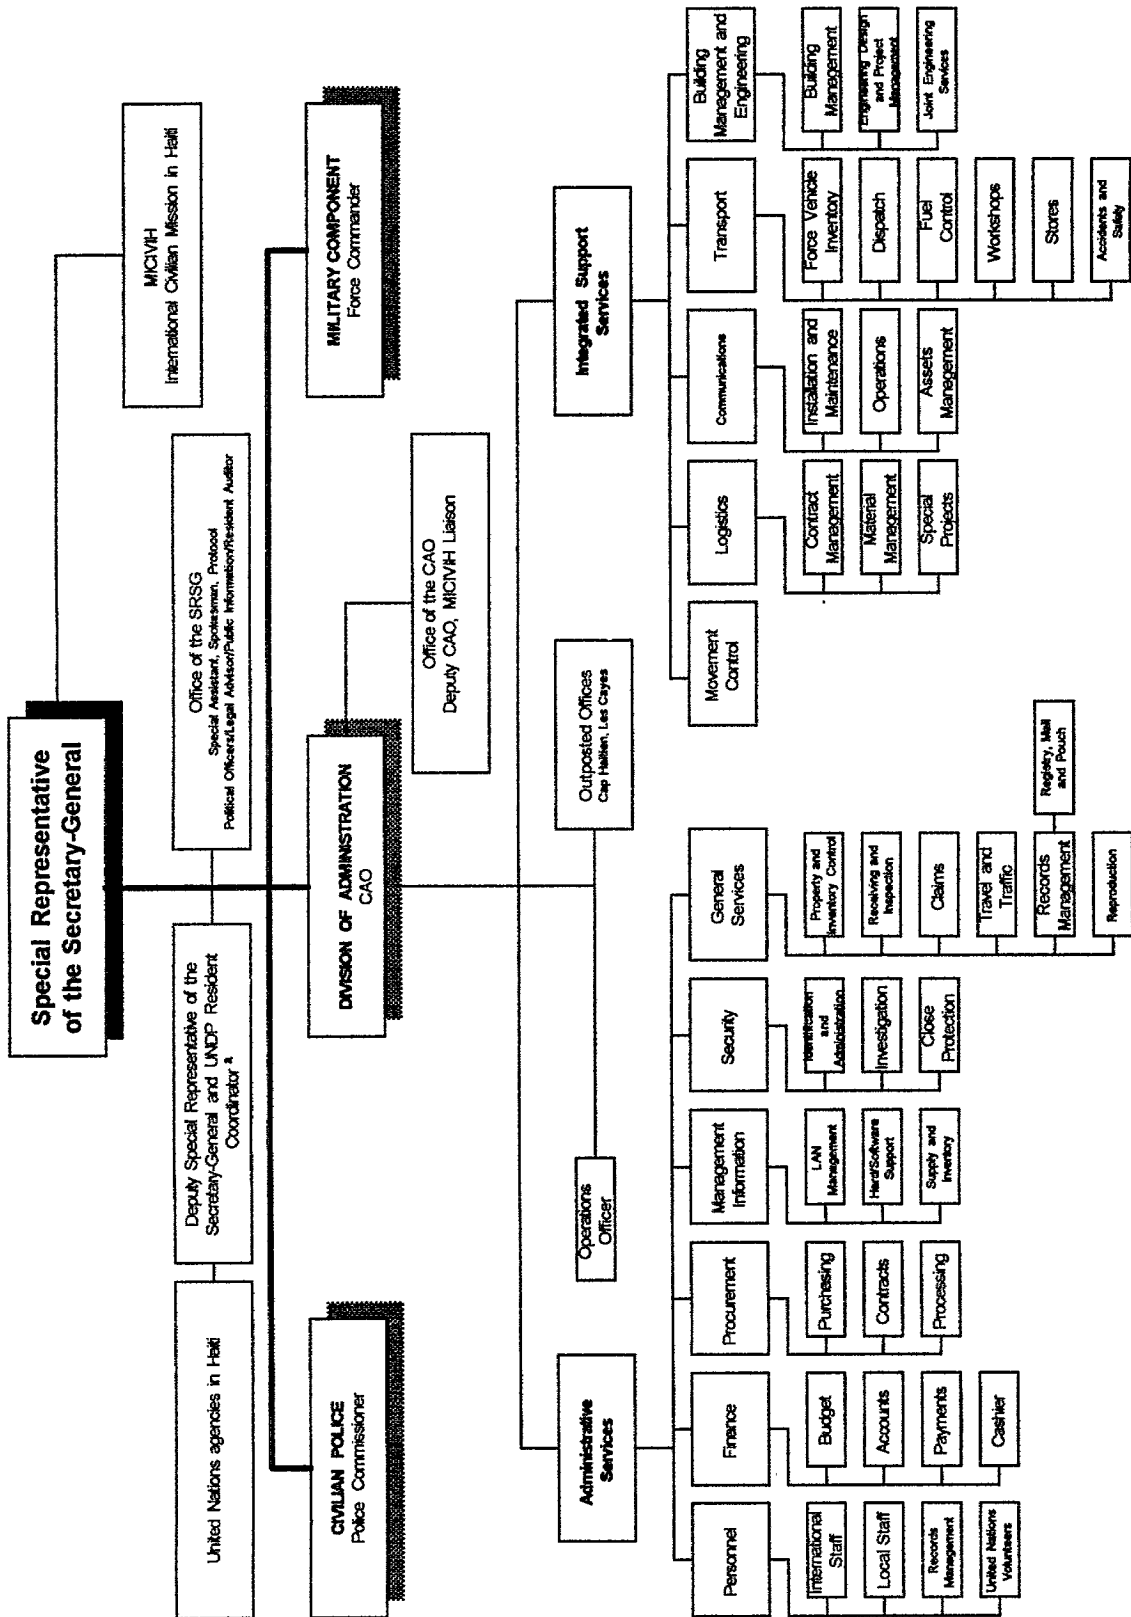 Special Representative
of the Secretary-General
MICIVIH
International Civilian Mission in Haiti
United Nations agencies in Haiti
Deputy Special Representative of the
Secretary-General and UNDP Resident
Coordinator a
Office of the SRSG
Special Assistant, Spokesman, Protocol
Political Officers/Legal Advisor/Public Information/Resident Auditor
CIVILIAN POLICE
Police Commissioner
DIVISION OF ADMINISTRATION
CAO
MILITARY COMPONENT
Force Commander
Office of the CAO
Deputy CAO, MICIVIH Liaison
Administrative
Services
Operations
Officer
Outposted Offices
Cap Haitien, Les Cayes
Integrated Support
Services
Personnel
Finance
Procurement
Management
Information
Security
General
Services
Movement
Control
Logistics
Communications
Transport
Building
Management and
Engineering
International
Staff
Local Staff
Records
Management
United Nations
Volunteers
Budget
Accounts
Payments
Cashier
Purchasing
Contracts
Processing
LAN
Management
Hard/Software
Support
Supply and
Inventory
Identification
and
Administration
Investigation
Close
Protection
Property and
Inventory Control
Receiving and
Inspection
Claims
Travel and
Traffic
Records
Management
Registry, Mail
and Pouch
Reproduction
Contract
Management
Material
Management
Special
Projects
Installation and
Maintenance
Operations
Assets
Management
Force Vehicle
Inventory
Dispatch
Fuel
Control
Workshops
Stores
Accidents and
Safety
Building
Management
Engineering Design
and Project
Management
Joint Engineering
Services